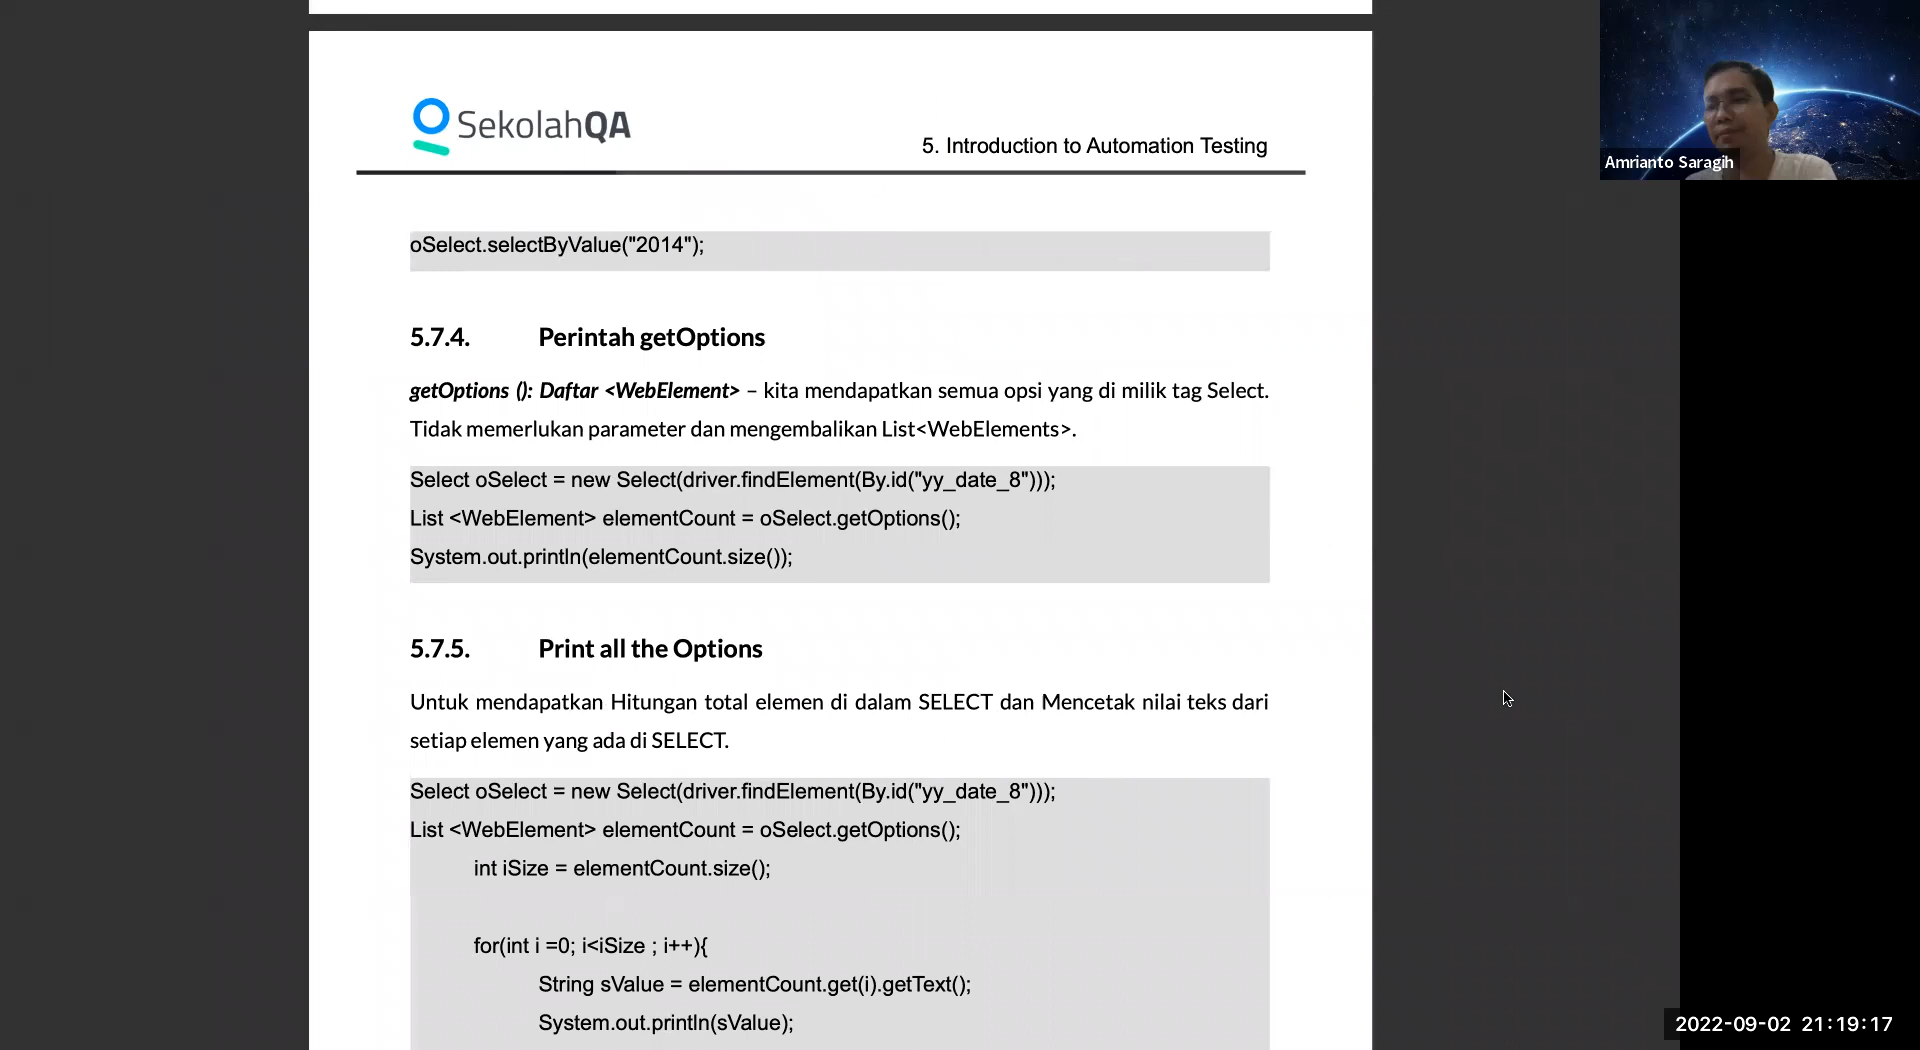 SekolahQA
5. Introduction to Automation Testing
Amrianto Saragih
oSelect.selectByValue("2014");
5.7.4. Perintah getOptions
getOptions (): Daftar <WebElement> – kita mendapatkan semua opsi yang di milik tag Select.
Tidak memerlukan parameter dan mengembalikan List<WebElements>.
Select oSelect = new Select(driver.findElement(By.id("yy_date_8")));
List <WebElement> elementCount = oSelect.getOptions();
System.out.println(elementCount.size());
5.7.5. Print all the Options
Untuk mendapatkan Hitungan total elemen di dalam SELECT dan Mencetak nilai teks dari
setiap elemen yang ada di SELECT.
Select oSelect = new Select(driver.findElement(By.id("yy_date_8")));
List <WebElement> elementCount = oSelect.getOptions();
int iSize = elementCount.size();
for(int i =0; i<iSize ; i++){
String sValue = elementCount.get(i).getText();
System.out.println(sValue);
2022-09-02 21:19:17